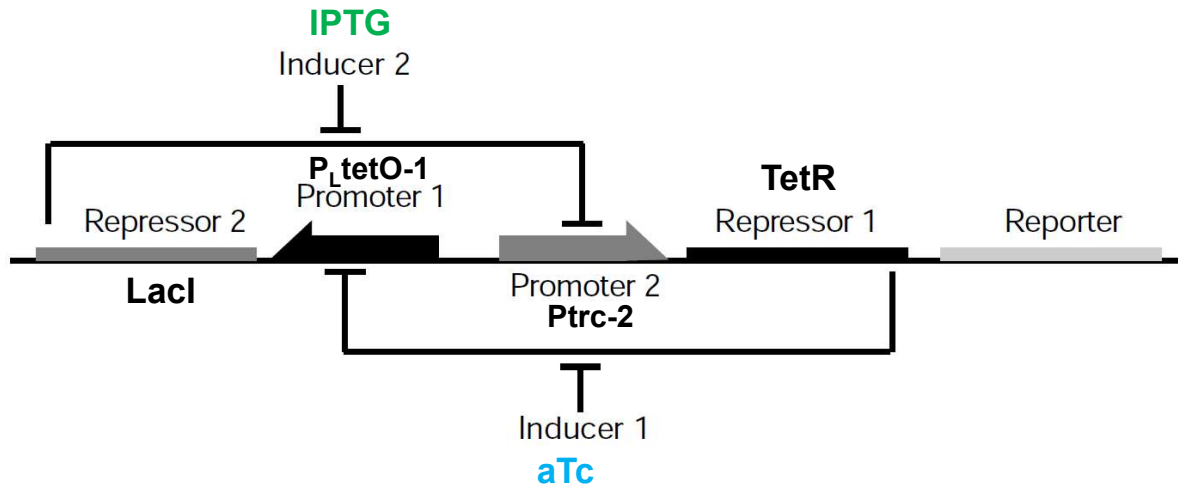 IPTG
Inducer 2
PLtetO-1
Promoter 1
TetR
Repressor 2
Repressor 1
Reporter
LacI
Promoter 2
Ptrc-2
Inducer 1
aTc